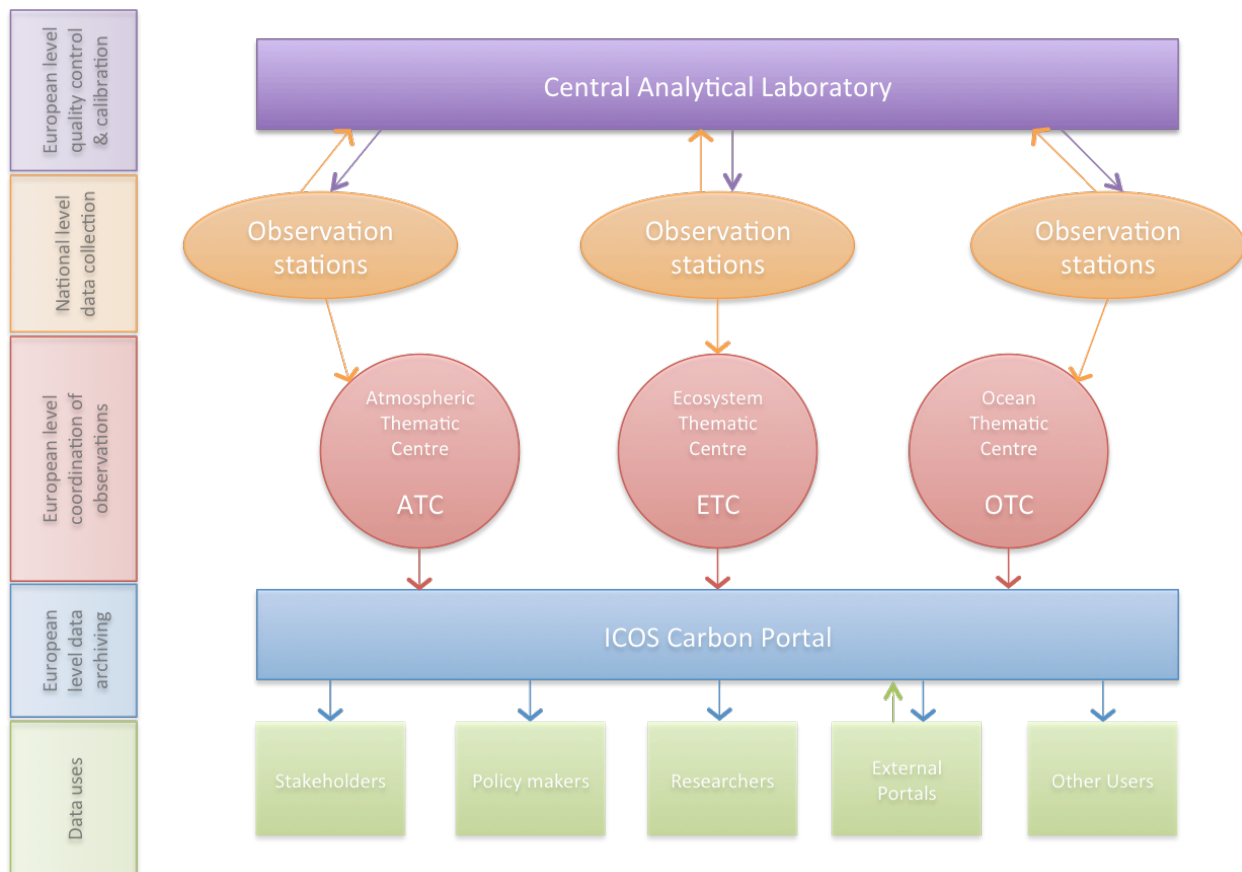 European level
quality control
& calibration
Central Analytical Laboratory
National level
data collection
Observation
stations
Observation
stations
Observation
stations
European level
coordination of
observations
Atmospheric
Thematic
Centre
ATC
Ecosystem
Thematic
Centre
ETC
Ocean
Thematic
Centre
OTC
European
level data
archiving
ICOS Carbon Portal
Data uses
Stakeholders
Policy makers
Researchers
External
Portals
Other Users